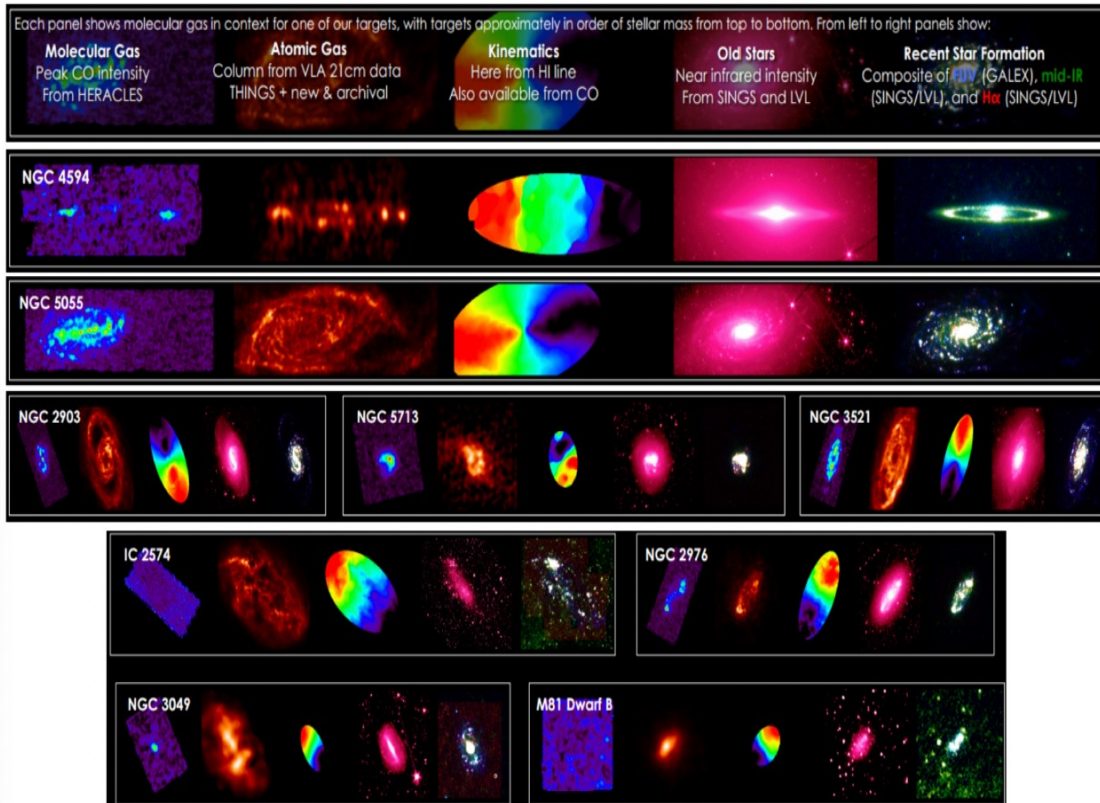 Each panel shows molecular gas in context for one of our targets, with targets approximately in order of stellar mass from top to bottom. From left to right panels show:
Molecular Gas
Peak CO intensity
From HERACLES
Atomic Gas
Column from VLA 21cm data
THINGS + new & archival
Kinematics
Here from HI line
Also available from CO
Old Stars
Near infrared intensity
From SINGS and LVL
Recent Star Formation
Composite of FUV (GALEX), mid-IR
(SINGS/LVL), and Hα (SINGS/LVL)
NGC 4594
NGC 5055
NGC 2903
NGC 5713
NGC 3521
IC 2574
NGC 2976
NGC 3049
M81 Dwarf B